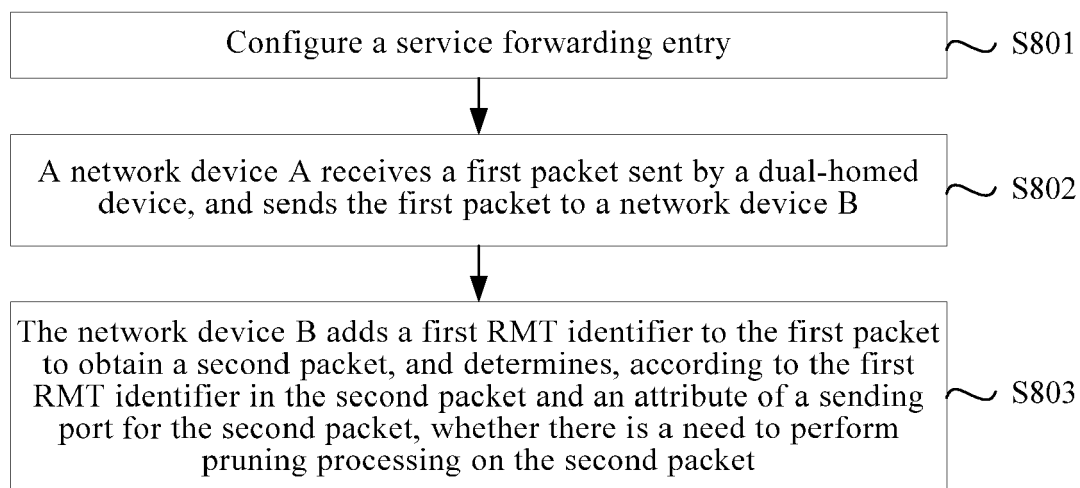 Configure a service forwarding entry
S801
A network device A receives a first packet sent by a dual-homed
device, and sends the first packet to a network device B
S802
The network device B adds a first RMT identifier to the first packet
to obtain a second packet, and determines, according to the first
RMT identifier in the second packet and an attribute of a sending
port for the second packet, whether there is a need to perform
pruning processing on the second packet
S803